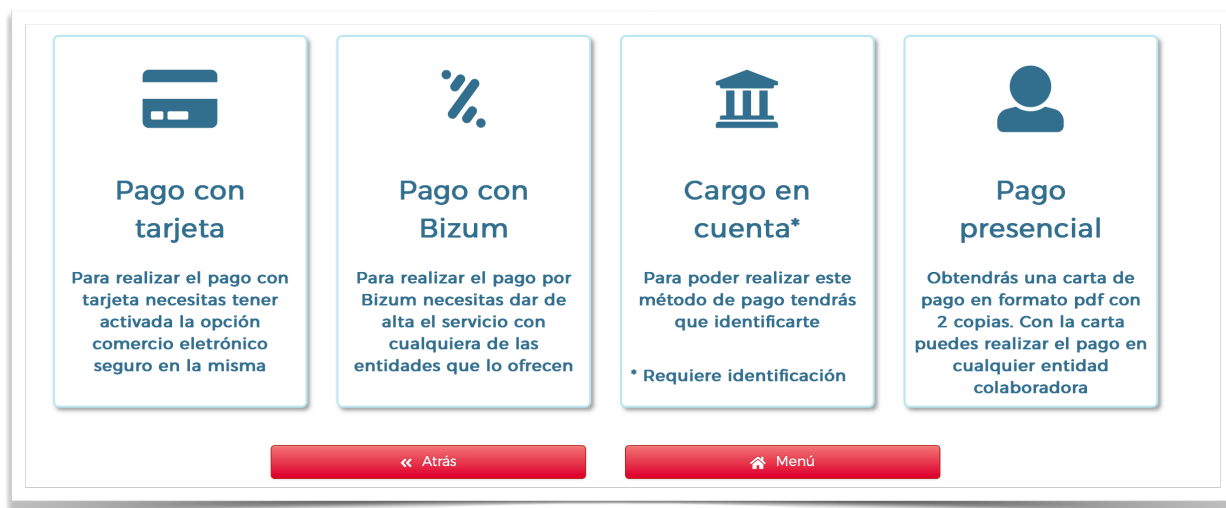 Pago con
tarjeta
Para realizar el pago con
tarjeta necesitas tener
activada la opción
comercio eletrónico
seguro en la misma
Pago con
Bizum
Para realizar el pago por
Bizum necesitas dar de
alta el servicio con
cualquiera de las
entidades que lo ofrecen
Cargo en
cuenta*
Para poder realizar este
método de pago tendrás
que identificarte
* Requiere identificación
Pago
presencial
Obtendrás una carta de
pago en formato pdf con
2 copias. Con la carta
puedes realizar el pago en
cualquier entidad
colaboradora
Atrás
Menú